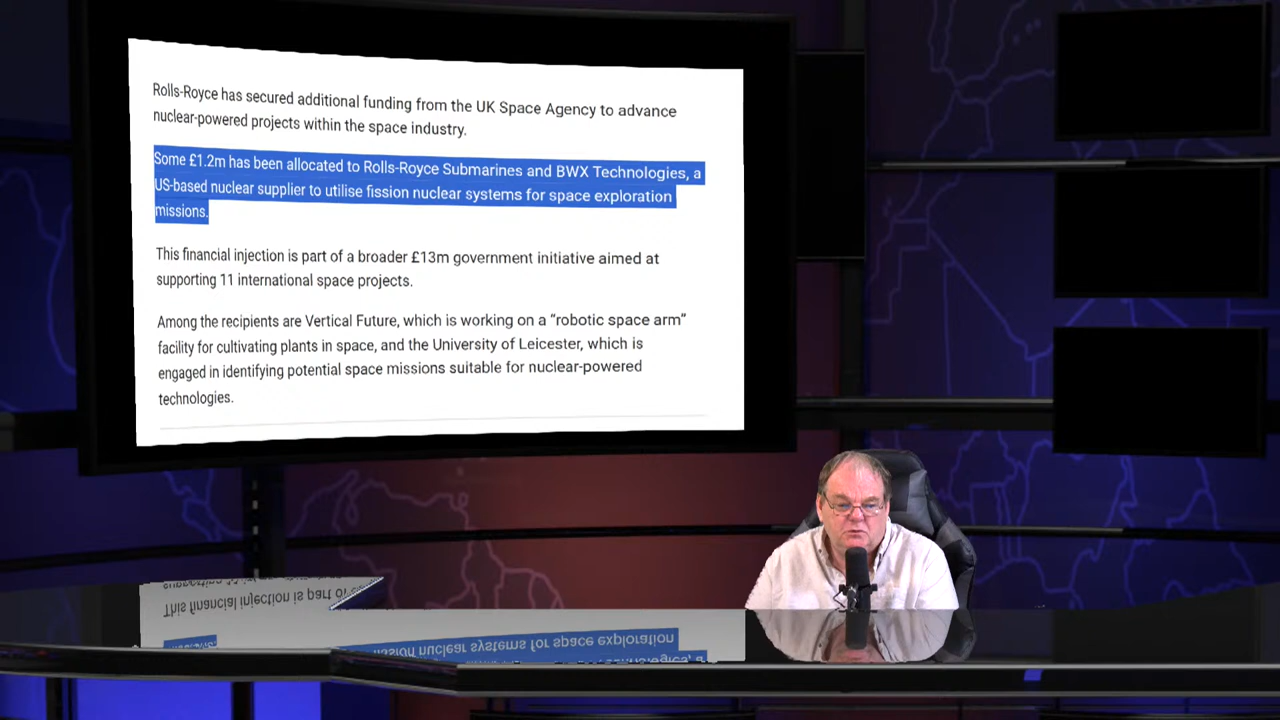 Rolls-Royce has secured additional funding from the UK Space Agency to advance
nuclear-powered projects within the space industry.
Some £1.2m has been allocated to Rolls-Royce Submarines and BWX Technologies, a
US-based nuclear supplier to utilise fission nuclear systems for space exploration
missions.
This financial injection is part of a broader £13m government initiative aimed at
supporting 11 international space projects.
Among the recipients are Vertical Future, which is working on a “robotic space arm”
facility for cultivating plants in space, and the University of Leicester, which is
engaged in identifying potential space missions suitable for nuclear-powered
technologies.